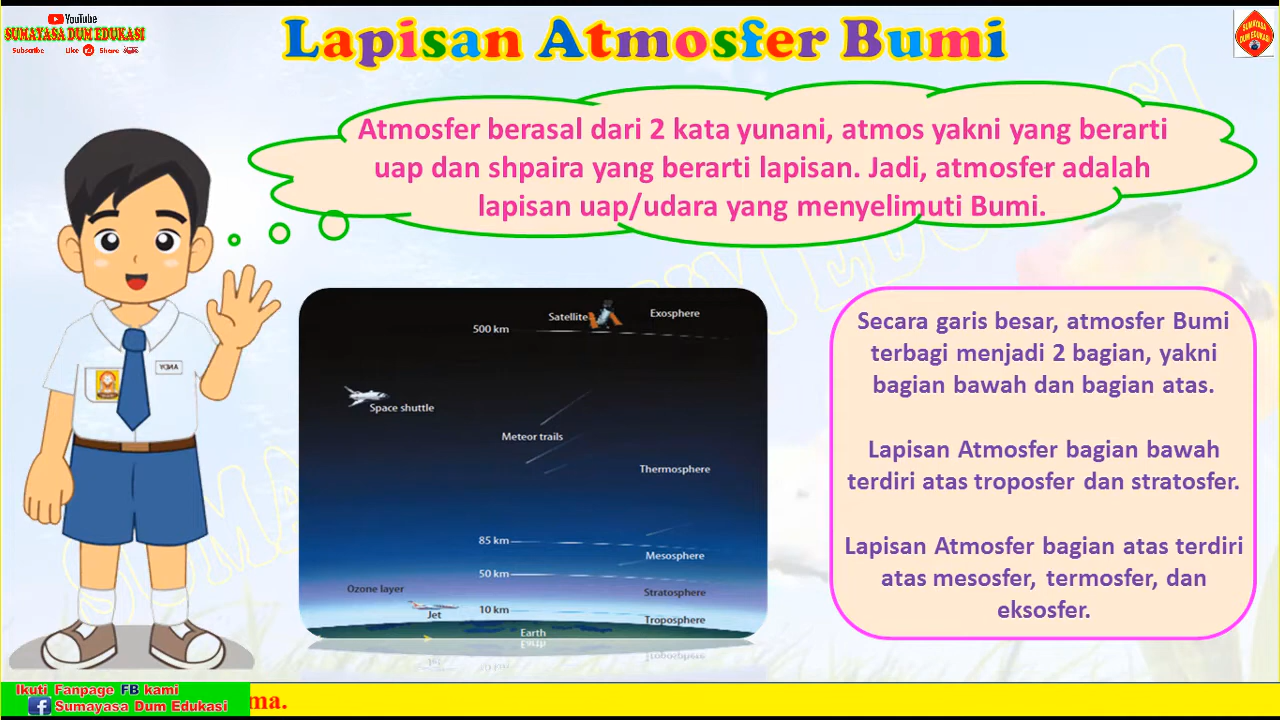 YouTube
SUMAYASA DUM EDUKASI
Subscribe Like Share
Lapisan Atmosfer Bumi
SUMAYASA
DUM EDUKASI
Atmosfer berasal dari 2 kata yunani, atmos yakni yang berarti
uap dan shpaira yang berarti lapisan. Jadi, atmosfer adalah
lapisan uap/udara yang menyelimuti Bumi.
ANDY
Satellite
Exosphere
500 km
Space shuttle
Meteor trails
Thermosphere
85 km
Mesosphere
50 km
Ozone layer
Stratosphere
Jet
10 km
Troposphere
Earth
Secara garis besar, atmosfer Bumi
terbagi menjadi 2 bagian, yakni
bagian bawah dan bagian atas.
Lapisan Atmosfer bagian bawah
terdiri atas troposfer dan stratosfer.
Lapisan Atmosfer bagian atas terdiri
atas mesosfer, termosfer, dan
eksosfer.
Ikuti Fanpage FB kami
Sumayasa Dum Edukasi
ma.